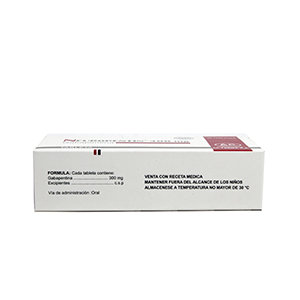 FORMULA: Cada tableta contiene:
Gabapentina 300 mg
Excipientes c.s.p
Vía de administración: Oral
VENTA CON RECETA MEDICA
MANTENER FUERA DEL ALCANCE DE LOS NIÑOS
ALMACENESE A TEMPERATURA NO MAYOR DE 30 °C